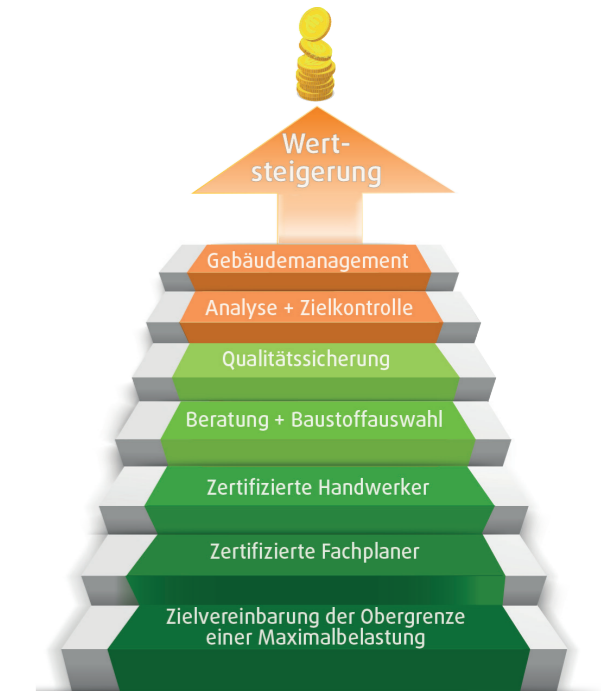 Wert-
steigerung
Gebäudemanagement
Analyse + Zielkontrolle
Qualitätssicherung
Beratung + Baustoffauswahl
Zertifizierte Handwerker
Zertifizierte Fachplaner
Zielvereinbarung der Obergrenze
einer Maximalbelastung